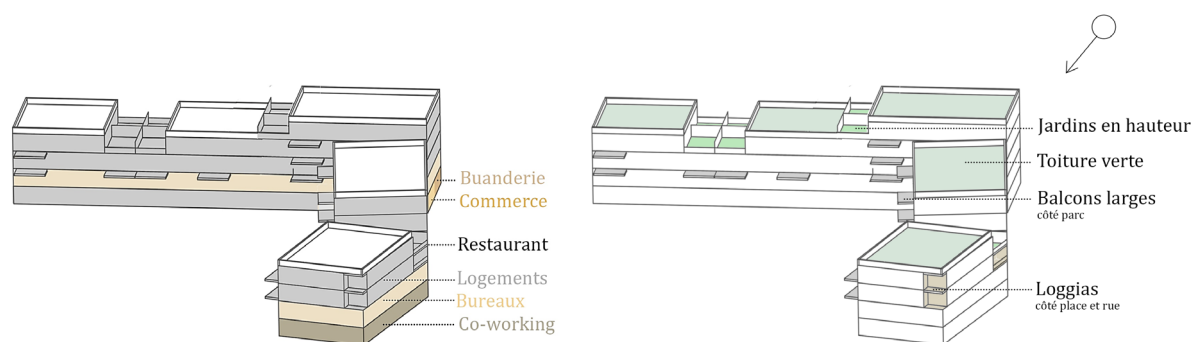 Buanderie
Commerce
Restaurant
Logements
Bureaux
Co-working
Jardins en hauteur
Toiture verte
Balcons larges
côté parc
Loggias
côté place et rue